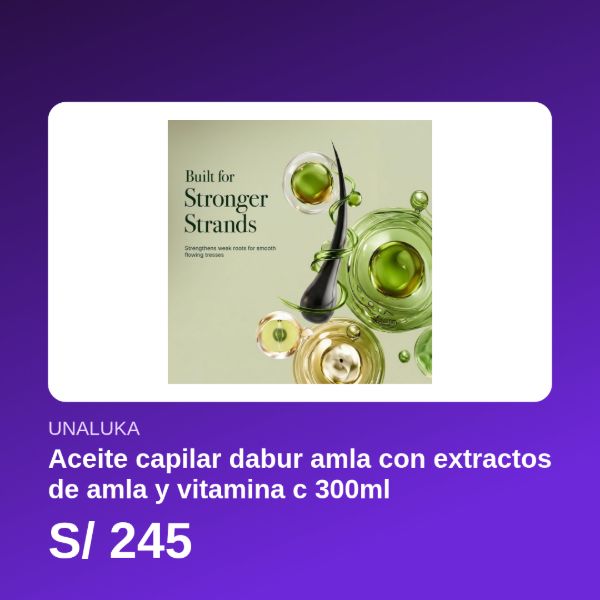 Built for
Stronger
Strands
Strengthens weak roots for smooth
flowing tresses
UNALUKA
Aceite capilar dabur amla con extractos
de amla y vitamina c 300ml
S/ 245